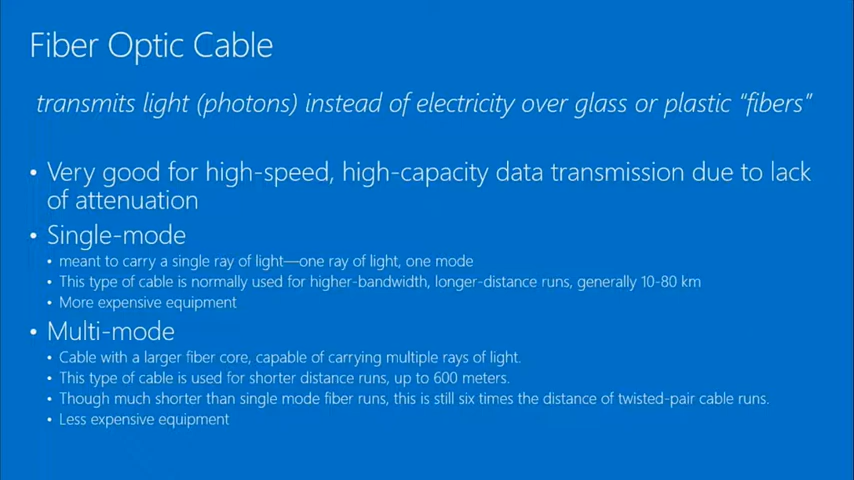 Fiber Optic Cable
transmits light (photons) instead of electricity over glass or plastic “fibers”
• Very good for high-speed, high-capacity data transmission due to lack
of attenuation
• Single-mode
• meant to carry a single ray of light—one ray of light, one mode
• This type of cable is normally used for higher-bandwidth, longer-distance runs, generally 10-80 km
• More expensive equipment
• Multi-mode
• Cable with a larger fiber core, capable of carrying multiple rays of light.
• This type of cable is used for shorter distance runs, up to 600 meters.
• Though much shorter than single mode fiber runs, this is still six times the distance of twisted-pair cable runs.
• Less expensive equipment